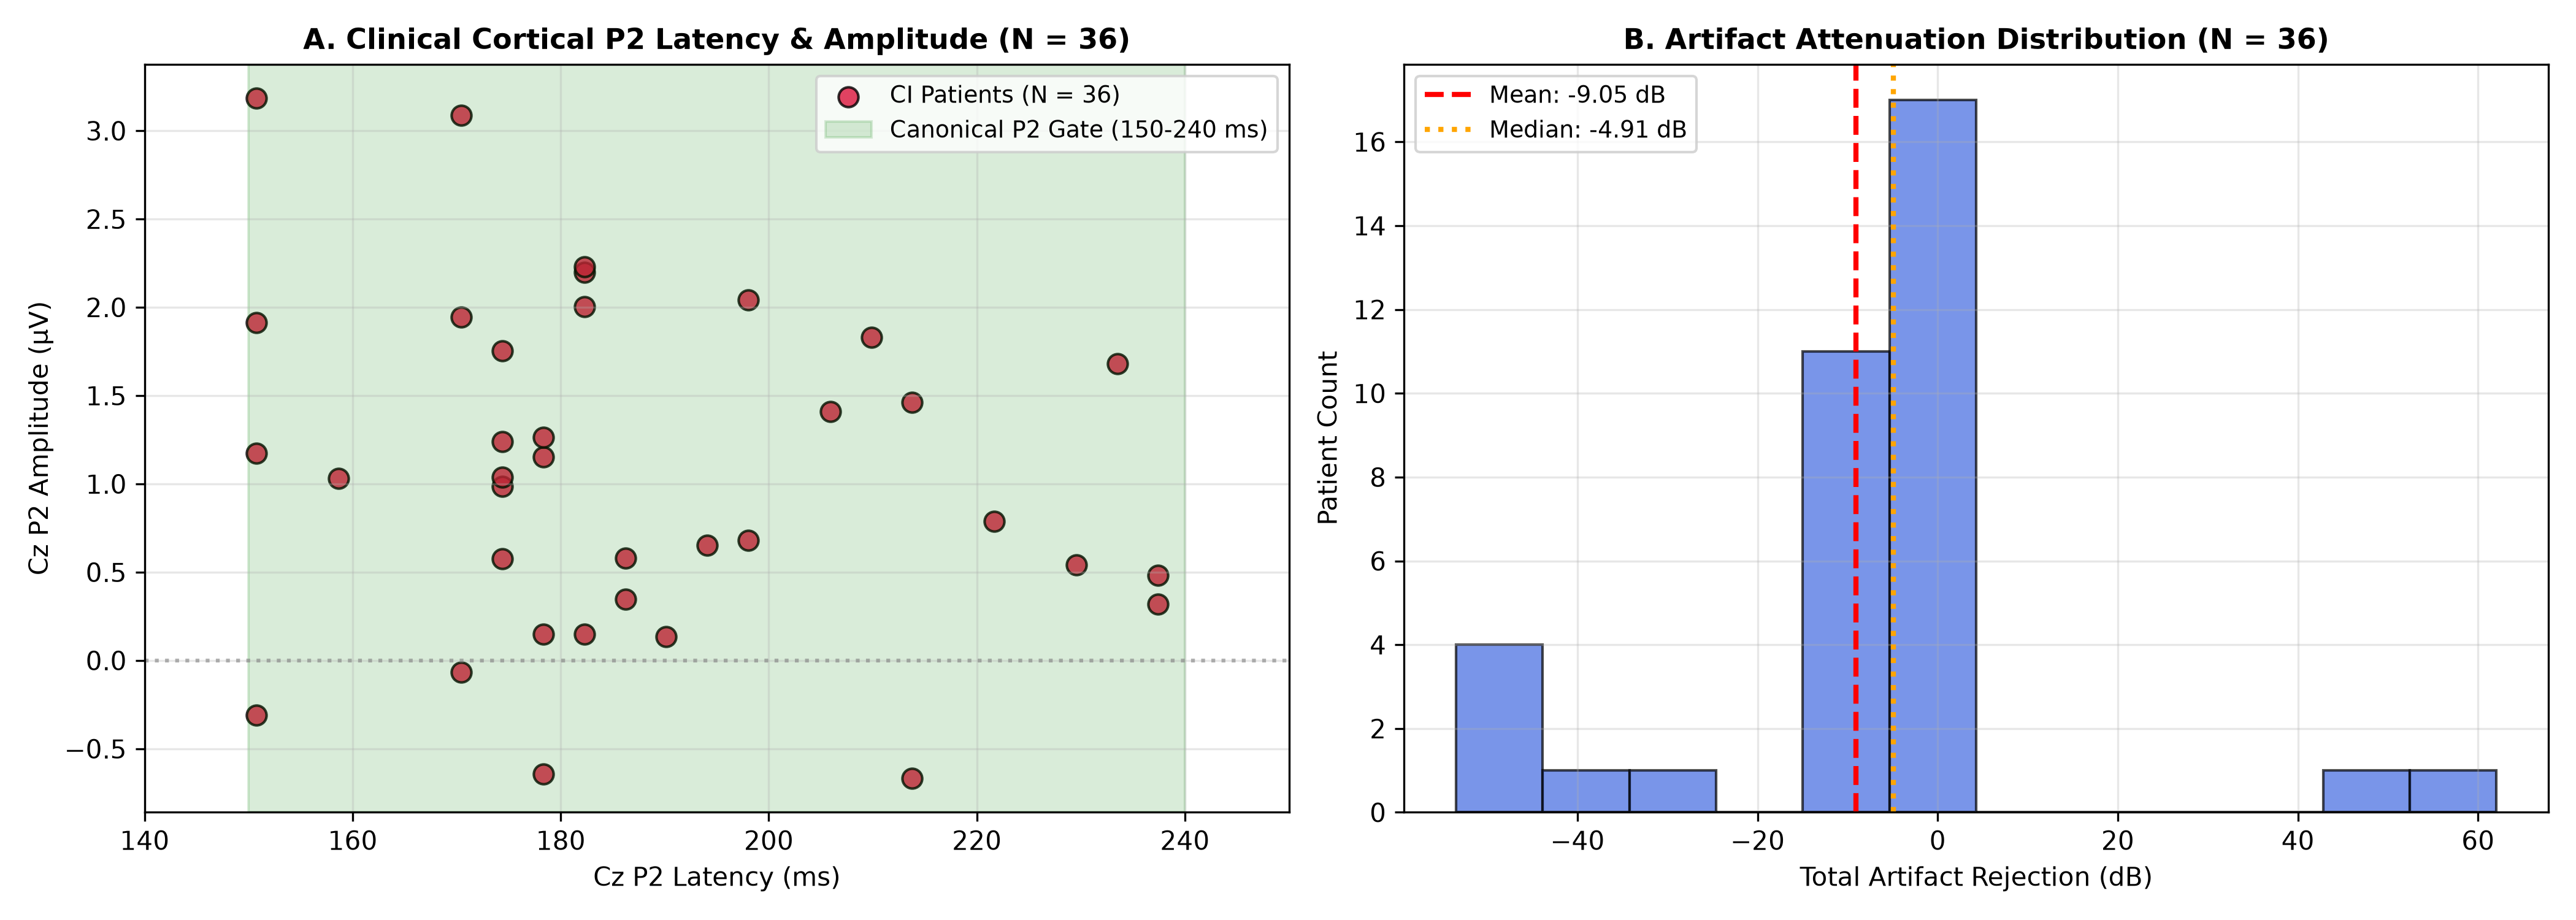 A. Clinical Cortical P2 Latency & Amplitude (N = 36)
CI Patients (N = 36)
Canonical P2 Gate (150-240 ms)
Cz P2 Amplitude (μV)
3.0
2.5
2.0
1.5
1.0
0.5
0.0
−0.5
140 160 180 200 220 240
Cz P2 Latency (ms)
B. Artifact Attenuation Distribution (N = 36)
Mean: -9.05 dB
Median: -4.91 dB
Patient Count
16
14
12
10
8
6
4
2
0
−40 −20 0 20 40 60
Total Artifact Rejection (dB)